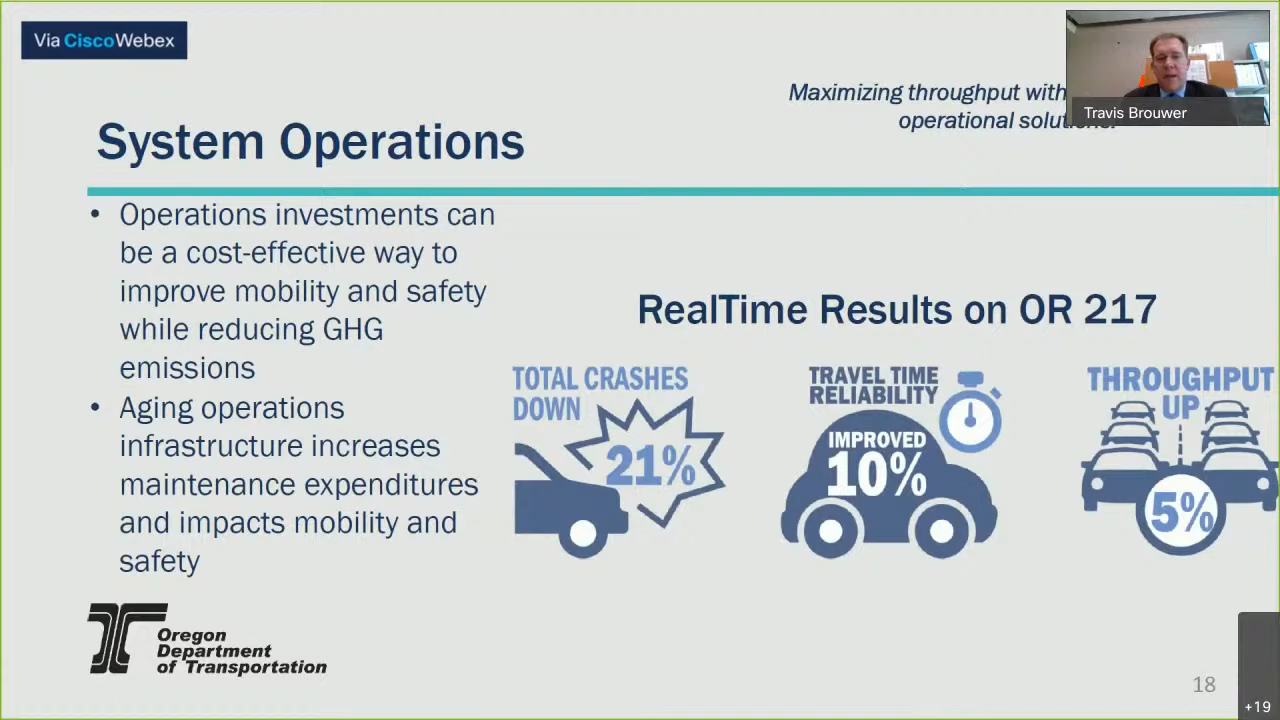 Via CiscoWebex
Maximizing throughput with
operational solutions.
Travis Brouwer
System Operations
• Operations investments can
be a cost-effective way to
improve mobility and safety
while reducing GHG
emissions
• Aging operations
infrastructure increases
maintenance expenditures
and impacts mobility and
safety
RealTime Results on OR 217
TOTAL CRASHES
DOWN
21%
TRAVEL TIME
RELIABILITY
IMPROVED
10%
THROUGHPUT
UP
5%
Oregon
Department
of Transportation
18
+19